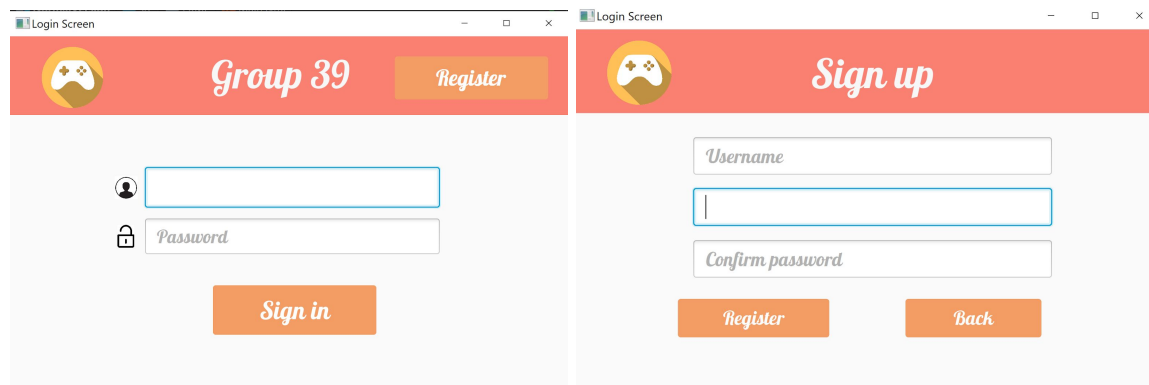 Login Screen
Group 39
Register
Password
Sign in
Login Screen
Sign up
Username
Confirm password
Register
Back